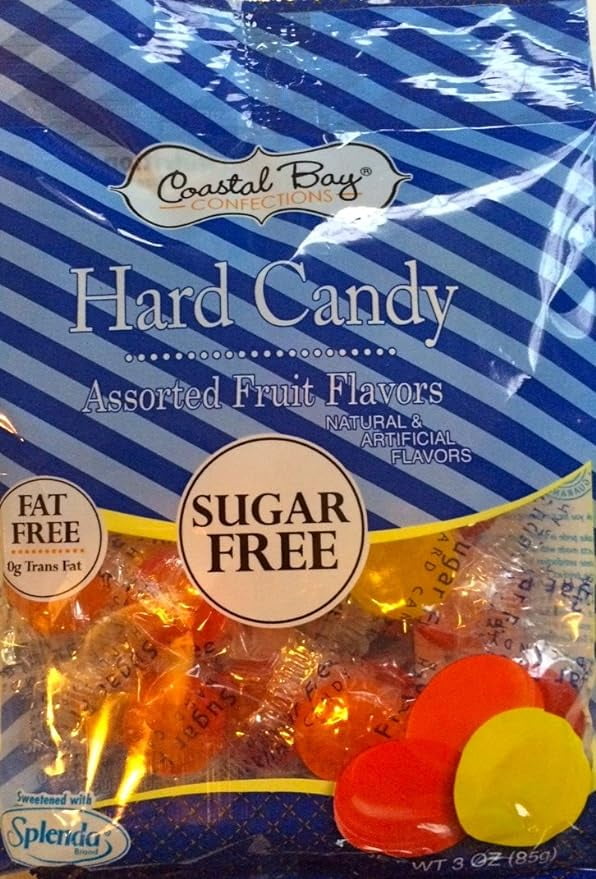 Coastal Bay®
CONFECTIONS
Hard Candy
Assorted Fruit Flavors
NATURAL &
ARTIFICIAL
FLAVORS
SUGAR
FREE
FAT
FREE
0g Trans Fat
Sweetened with
Splenda
Brand
WT 3 OZ (85g)